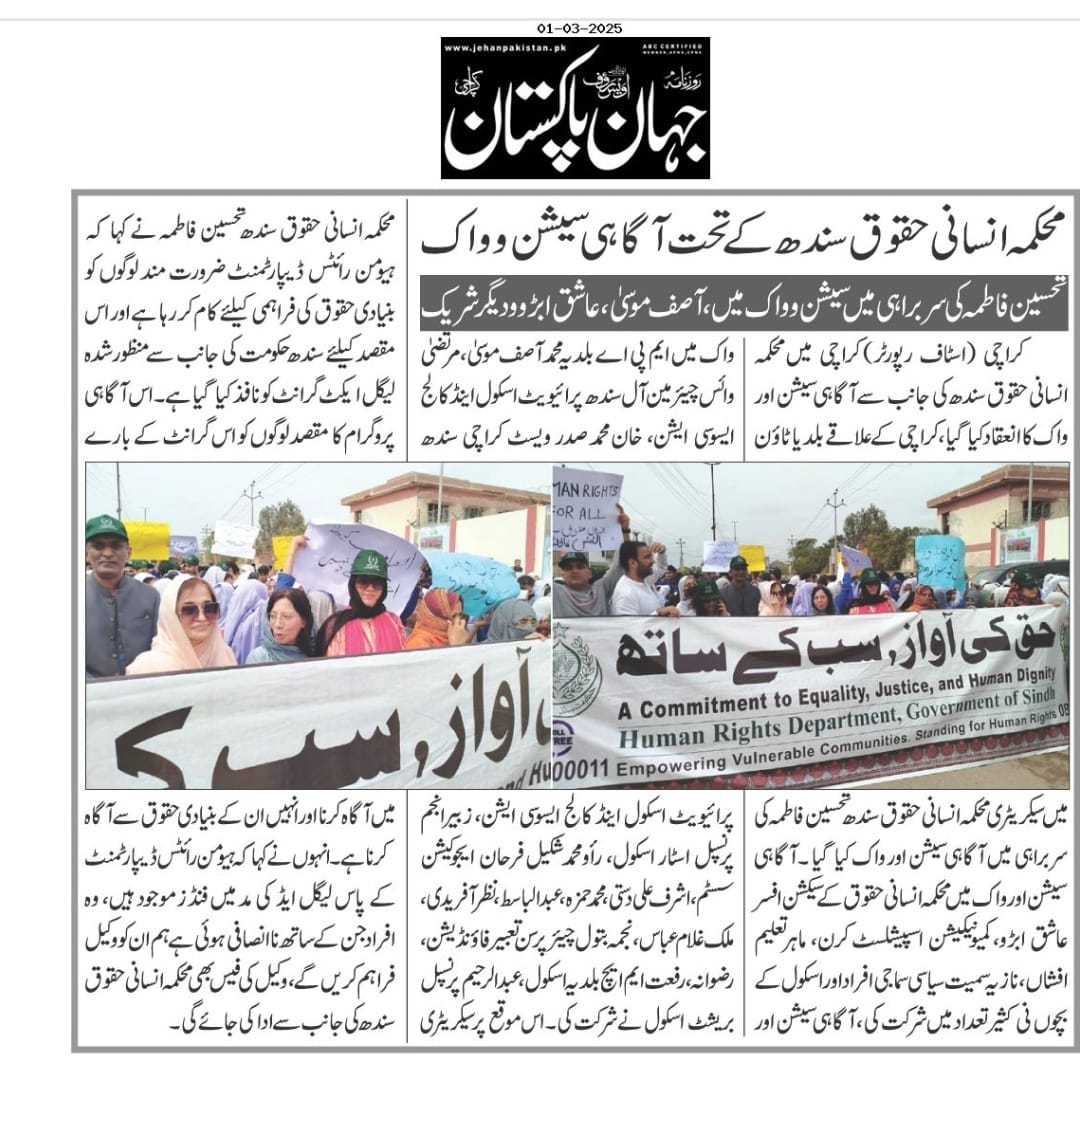 01-03-2025
www.jehanpakistan.pk
ABC CERTIFIED
MEMBER, APNS, CPNE
روزنامہ
جہان پاکستان
کراچی
محکمہ انسانی حقوق سندھ کے تحت آگاہی سیشن و واک
تحسین فاطمہ کی سربراہی میں سیشن و واک میں، آصف موسیٰ، عاشق ابڑو و دیگر شریک
کراچی (اسٹاف رپورٹر) کراچی میں محکمہ
انسانی حقوق سندھ کی جانب سے آگاہی سیشن اور
واک کا انعقاد کیا گیا، کراچی کے علاقے بلدیا ٹاؤن
میں سیکریٹری محکمہ انسانی حقوق سندھ تحسین فاطمہ کی
سربراہی میں آگاہی سیشن اور واک کیا گیا۔ آگاہی
سیشن اور واک میں محکمہ انسانی حقوق کے سیکشن افسر
عاشق ابڑو، کمیونیکیشن اسپیشلسٹ کرن، ماہر تعلیم
افشاں، نازیہ سمیت سیاسی سماجی افراد اور اسکول کے
بچوں نی کثیر تعداد میں شرکت کی، آگاہی سیشن اور
واک میں ایم پی اے بلدیہ محمد آصف موسیٰ، مرتضیٰ
وائس چیئرمین آل سندھ پرائیویٹ اسکول اینڈ کالج
ایسوسی ایشن، خان محمد صدر ویسٹ کراچی سندھ
پرائیویٹ اسکول اینڈ کالج ایسوسی ایشن، زبیر انجم
پرنسپل اسٹار اسکول، راؤ محمد شکیل فرحان ایجوکیشن
سسٹم، اشرف علی دستی، محمد حمزہ، عبدالباسط، نظر آفریدی،
ملک غلام عباس، نجمہ بتول چیئر پرسن تعبیر فاؤنڈیشن،
رضوانہ، رفعت ایم ایچ بلدیہ اسکول، عبدالرحیم پرنسپل
بریشٹ اسکول نے شرکت کی۔ اس موقع پر سیکریٹری
محکمہ انسانی حقوق سندھ تحسین فاطمہ نے کہا کہ
ہیومن رائٹس ڈیپارٹمنٹ ضرورت مند لوگوں کو
بنیادی حقوق کی فراہمی کیلئے کام کر رہا ہے اور اس
مقصد کیلئے سندھ حکومت کی جانب سے منظور شدہ
لیگل ایکٹ گرانٹ کو نافذ کیا گیا ہے۔ اس آگاہی
پروگرام کا مقصد لوگوں کو اس گرانٹ کے بارے
میں آگاہ کرنا اور انہیں ان کے بنیادی حقوق سے آگاہ
کرنا ہے۔ انہوں نے کہا کہ ہیومن رائٹس ڈیپارٹمنٹ
کے پاس لیگل ایڈ کی مد میں فنڈز موجود ہیں، وہ
افراد جن کے ساتھ نا انصافی ہوئی ہے ہم ان کو وکیل
فراہم کریں گے، وکیل کی فیس بھی محکمہ انسانی حقوق
سندھ کی جانب سے ادا کی جائے گی۔
MAN RIGHTS
FOR ALL
آواز، سب کے
حق کی آواز، سب کے ساتھ
A Commitment to Equality, Justice, and Human Dignity
Human Rights Department, Government of Sindh
Empowering Vulnerable Communities. Standing for Human Rights 08
00011